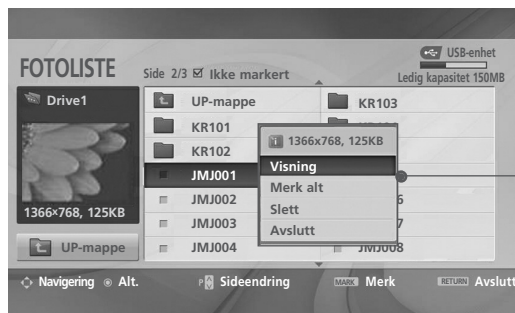 USB-enhet
FOTOLISTE
Side 2/3 Ikke markert
Ledig kapasitet 150MB
Drive1
1366x768, 125KB
UP-mappe
UP-mappe
KR101
KR102
JMJ001
JMJ002
JMJ003
JMJ004
KR103
1366x768, 125KB
Visning
Merk alt
Slett
Avslutt
JMJ008
Navigering Alt. P Sideendring MARK Merk RETURN Avslutt